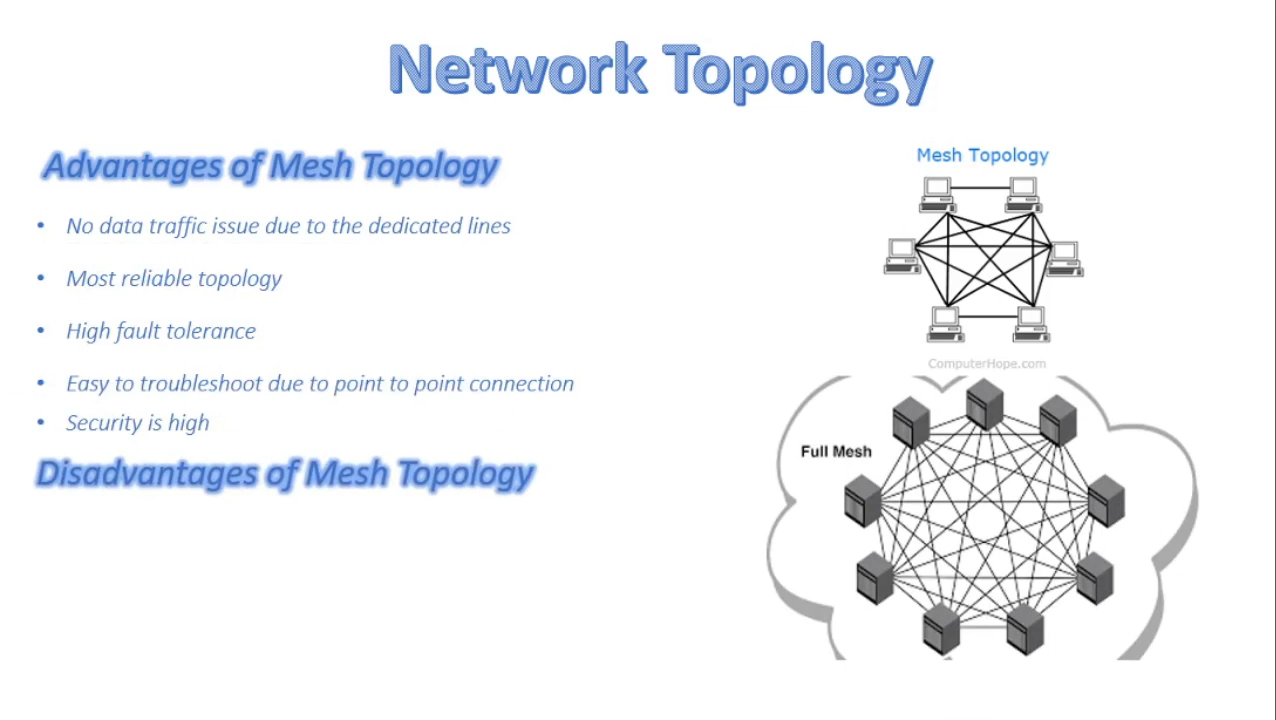 Network Topology
Advantages of Mesh Topology
• No data traffic issue due to the dedicated lines
• Most reliable topology
• High fault tolerance
• Easy to troubleshoot due to point to point connection
• Security is high
Disadvantages of Mesh Topology
Mesh Topology
ComputerHope.com
Full Mesh